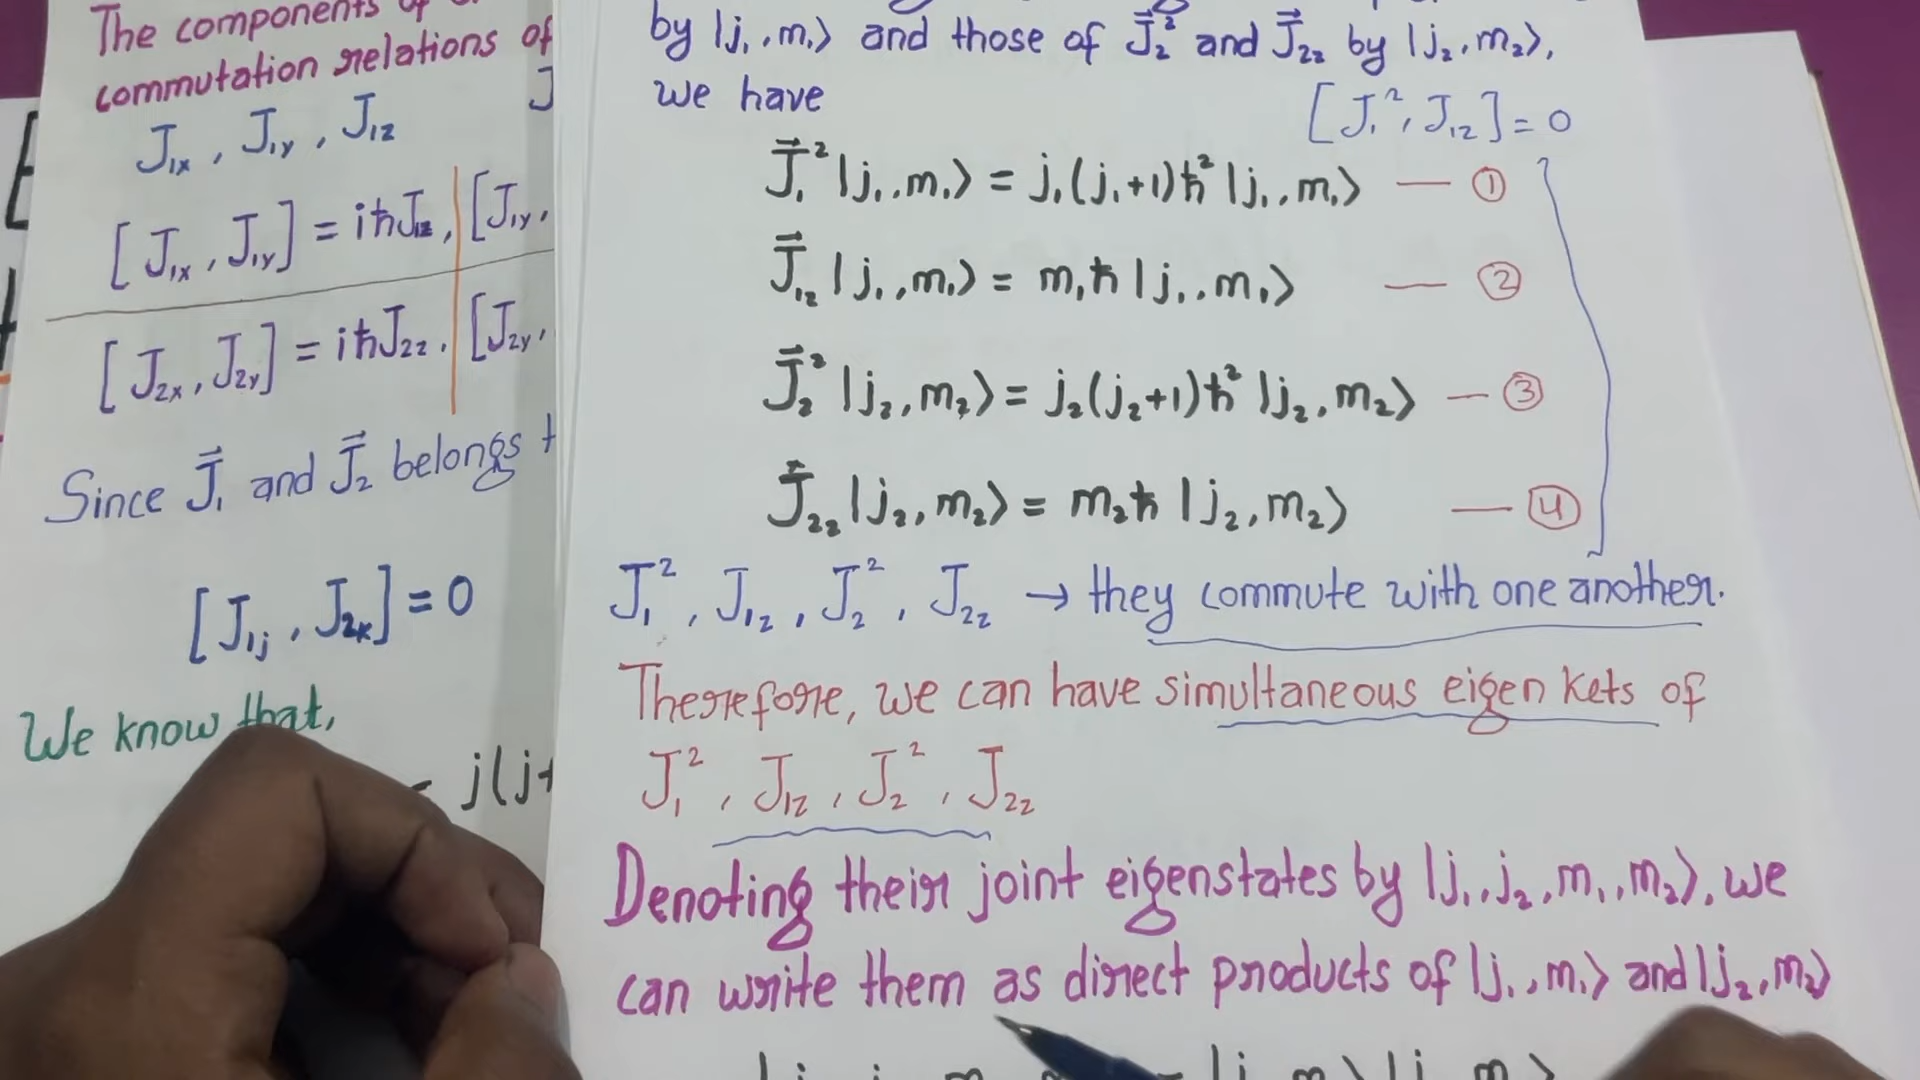 The components of
commutation relations of
J₁ₓ , J₁ᵧ , J₁z
[J₁ₓ , J₁ᵧ] = iħJ₁z , [J₁ᵧ,
[J₂ₓ , J₂ᵧ] = iħJ₂z . [J₂ᵧ,
Since J⃗₁ and J⃗₂ belongs t
[J₁ⱼ , J₂ₖ] = 0
We know that,
j(j+
by |j₁,m₁⟩ and those of J⃗₂² and J⃗₂z by |j₂,m₂⟩,
we have
[J₁², J₁z] = 0
J⃗₁² |j₁,m₁⟩ = j₁(j₁+1)ħ² |j₁,m₁⟩ — ①
J⃗₁z |j₁,m₁⟩ = m₁ħ |j₁,m₁⟩ — ②
J⃗₂² |j₂,m₂⟩ = j₂(j₂+1)ħ² |j₂,m₂⟩ — ③
J⃗₂z |j₂,m₂⟩ = m₂ħ |j₂,m₂⟩ — ④
J₁² , J₁z , J₂² , J₂z → they commute with one another.
Therefore, we can have simultaneous eigen kets of
J₁² , J₁z , J₂² , J₂z
Denoting their joint eigenstates by |j₁,j₂,m₁,m₂⟩, we
can write them as direct products of |j₁,m₁⟩ and |j₂,m₂⟩